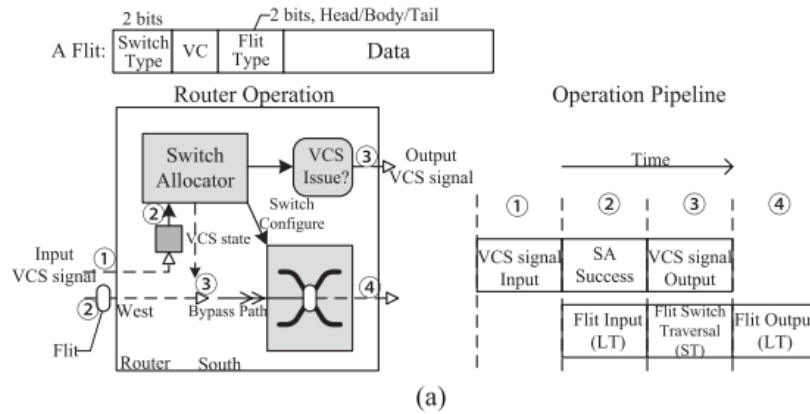 2 bits
2 bits, Head/Body/Tail
A Flit:
Switch Type
VC
Flit Type
Data
Router Operation
Switch Allocator
VCS Issue?
③
Output VCS signal
②
VCS state
Switch Configure
①
Input VCS signal
③
④
②
West
Bypass Path
Flit
Router
South
Operation Pipeline
Time
①
②
③
④
VCS signal Input
SA Success
VCS signal Output
Flit Input (LT)
Flit Switch Traversal (ST)
Flit Output (LT)
(a)